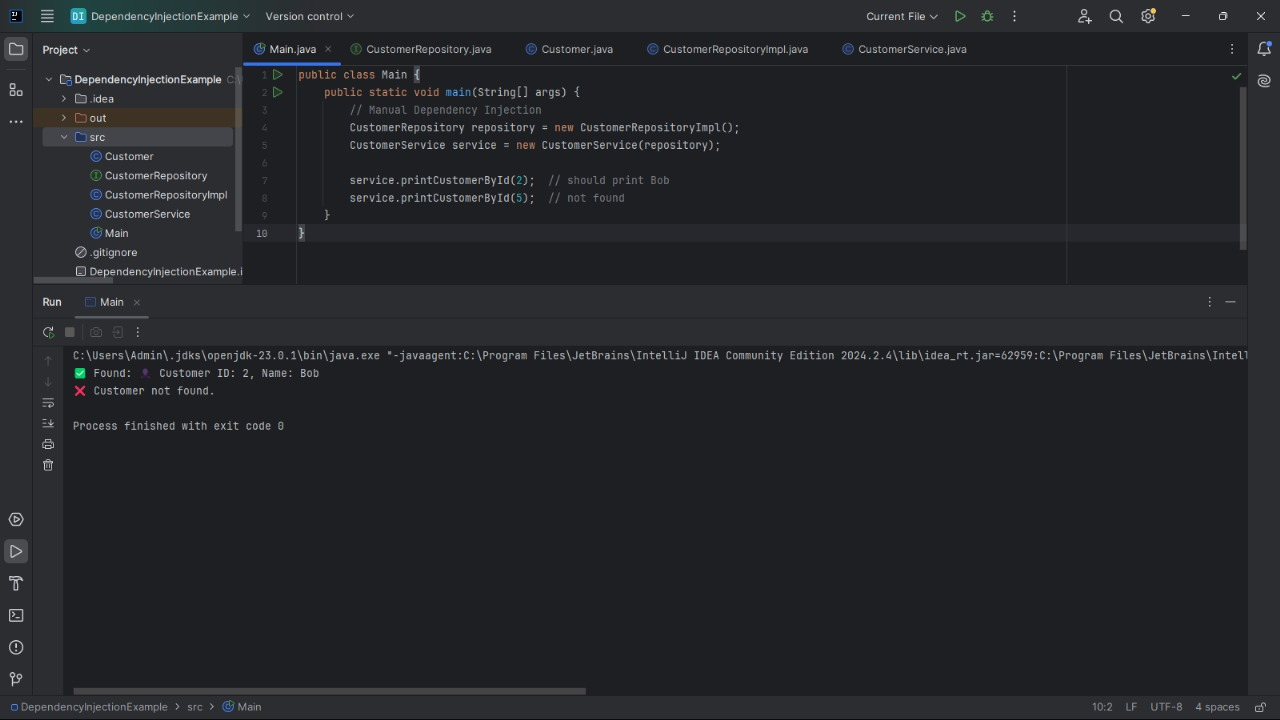 DI DependencyInjectionExample Version control Current File
Project
Main.java CustomerRepository.java Customer.java CustomerRepositoryImpl.java CustomerService.java
DependencyInjectionExample
.idea
out
src
Customer
CustomerRepository
CustomerRepositoryImpl
CustomerService
Main
.gitignore
DependencyInjectionExample.i
1 public class Main {
2 public static void main(String[] args) {
3 // Manual Dependency Injection
4 CustomerRepository repository = new CustomerRepositoryImpl();
5 CustomerService service = new CustomerService(repository);
6
7 service.printCustomerById(2);  // should print Bob
8 service.printCustomerById(5);  // not found
9 }
10 }
Run Main
C:\Users\Admin\.jdks\openjdk-23.0.1\bin\java.exe "-javaagent:C:\Program Files\JetBrains\IntelliJ IDEA Community Edition 2024.2.4\lib\idea_rt.jar=62959:C:\Program Files\JetBrains\Intell
✅ Found: 👤 Customer ID: 2, Name: Bob
❌ Customer not found.
Process finished with exit code 0
DependencyInjectionExample > src > Main 10:2 LF UTF-8 4 spaces